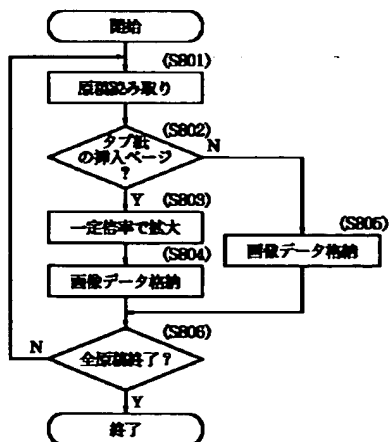 開始
(S801)
原稿読み取り
(S802)
タブ紙
の挿入ページ
?
N
Y
(S803)
一定倍率で拡大
(S804)
画像データ格納
(S805)
画像データ格納
(S806)
全原稿終了?
N
Y
終了